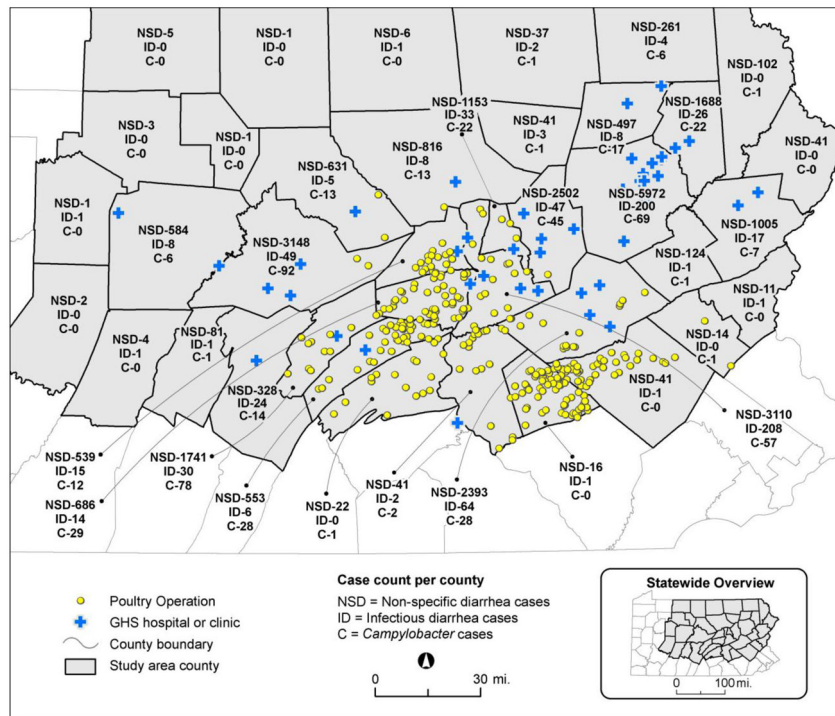 NSD-5
ID-0
C-0
NSD-1
ID-0
C-0
NSD-6
ID-1
C-0
NSD-37
ID-2
C-1
NSD-261
ID-4
C-6
NSD-102
ID-0
C-1
NSD-1153
ID-33
C-22
NSD-1688
ID-26
C-22
NSD-3
ID-0
C-0
NSD-1
ID-0
C-0
NSD-816
ID-8
C-13
NSD-41
ID-3
C-1
NSD-497
ID-8
C-17
NSD-41
ID-0
C-0
NSD-631
ID-5
C-13
NSD-1
ID-1
C-0
NSD-584
ID-8
C-6
NSD-2502
ID-47
C-45
NSD-5972
ID-200
C-69
NSD-1005
ID-17
C-7
NSD-3148
ID-49
C-92
NSD-124
ID-1
C-1
NSD-11
ID-1
C-0
NSD-2
ID-0
C-0
NSD-4
ID-1
C-0
NSD-81
ID-1
C-1
NSD-14
ID-0
C-1
NSD-328
ID-24
C-14
NSD-41
ID-1
C-0
NSD-3110
ID-208
C-57
NSD-539
ID-15
C-12
NSD-1741
ID-30
C-78
NSD-686
ID-14
C-29
NSD-553
ID-6
C-28
NSD-22
ID-0
C-1
NSD-41
ID-2
C-2
NSD-2393
ID-64
C-28
NSD-16
ID-1
C-0
Poultry Operation
GHS hospital or clinic
County boundary
Study area county
Case count per county
NSD = Non-specific diarrhea cases
ID = Infectious diarrhea cases
C = Campylobacter cases
0 30 mi.
Statewide Overview
0 100 mi.